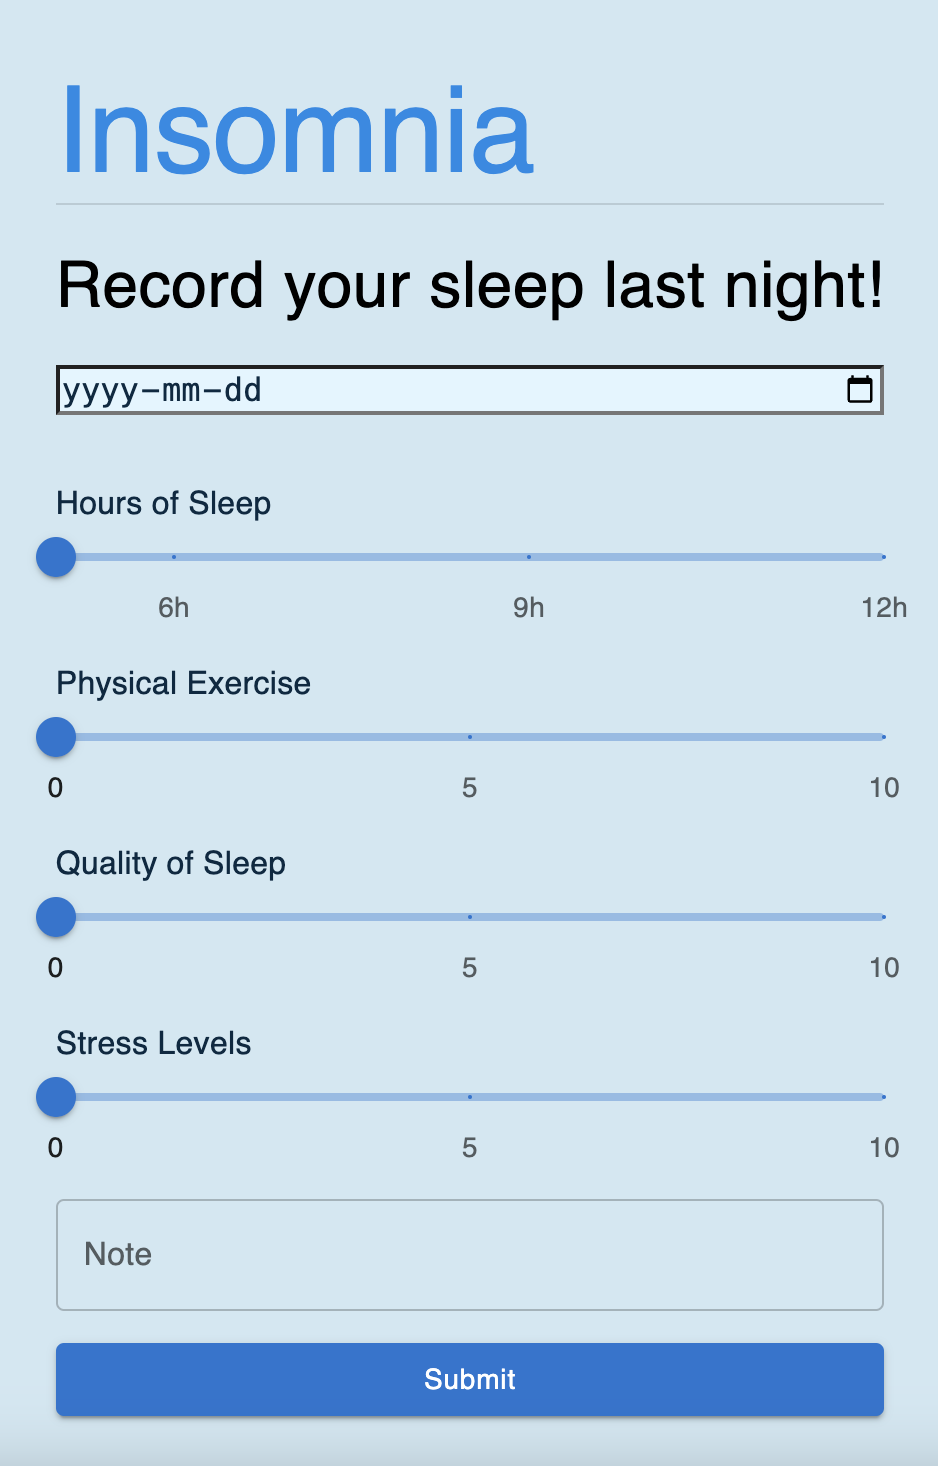 Insomnia
Record your sleep last night!
yyyy-mm-dd
Hours of Sleep
6h 9h 12h
Physical Exercise
0 5 10
Quality of Sleep
0 5 10
Stress Levels
0 5 10
Note
Submit